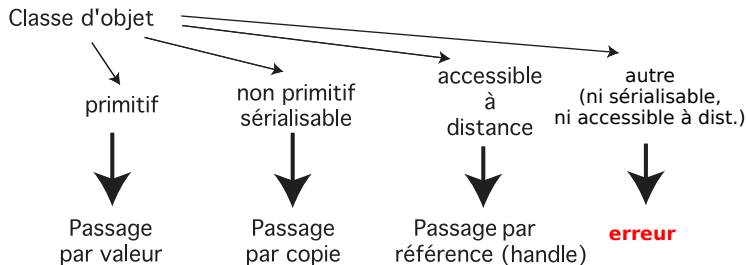 Classe d'objet
primitif
non primitif
sérialisable
accessible
à
distance
autre
(ni sérialisable,
ni accessible à dist.)
Passage
par valeur
Passage
par copie
Passage par
référence (handle)
erreur